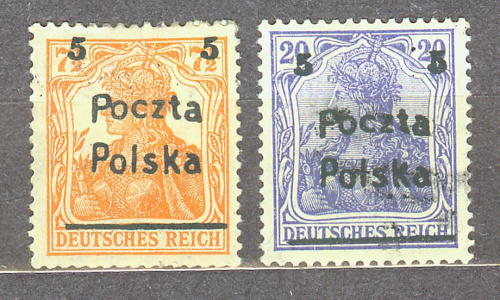 5 5
7½ 7½
Poczta
Polska
DEUTSCHES REICH
5 5
20 20
Poczta
Polska
DEUTSCHES REICH